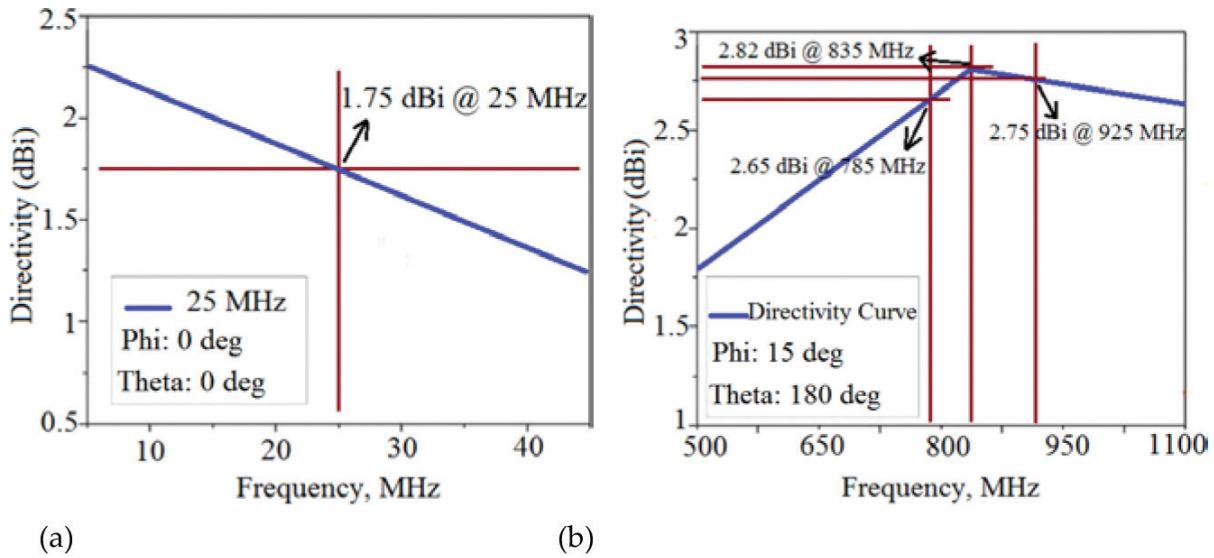 2.5
2
1.5
1
0.5
Directivity (dBi)
1.75 dBi @ 25 MHz
25 MHz
Phi: 0 deg
Theta: 0 deg
10 20 30 40
Frequency, MHz
(a)
3
2.5
2
1.5
1
Directivity (dBi)
2.82 dBi @ 835 MHz
2.75 dBi @ 925 MHz
2.65 dBi @ 785 MHz
Directivity Curve
Phi: 15 deg
Theta: 180 deg
500 650 800 950 1100
Frequency, MHz
(b)